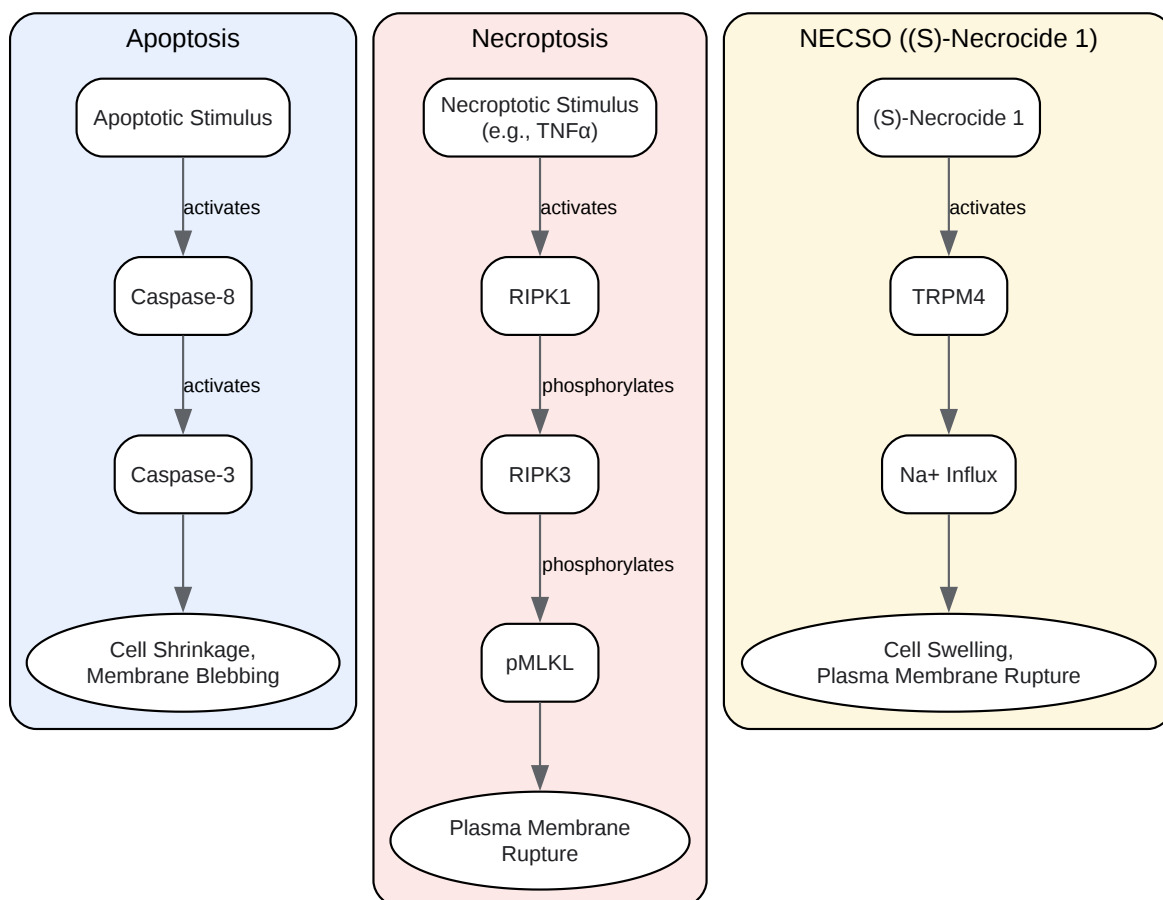 Apoptosis
Apoptotic Stimulus
activates
Caspase-8
activates
Caspase-3
Cell Shrinkage,
Membrane Blebbing
Necroptosis
Necroptotic Stimulus
(e.g., TNFα)
activates
RIPK1
phosphorylates
RIPK3
phosphorylates
pMLKL
Plasma Membrane
Rupture
NECSO ((S)-Necrocide 1)
(S)-Necrocide 1
activates
TRPM4
Na+ Influx
Cell Swelling,
Plasma Membrane Rupture